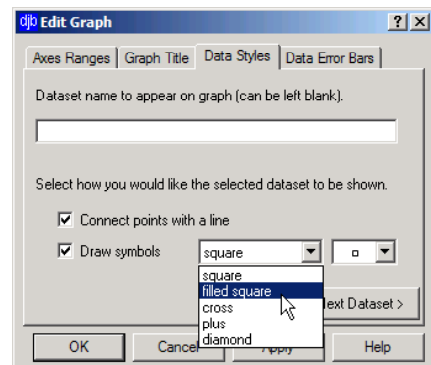 djb Edit Graph ? X
Axes Ranges Graph Title Data Styles Data Error Bars
Dataset name to appear on graph (can be left blank).
Select how you would like the selected dataset to be shown.
Connect points with a line
Draw symbols square
square
filled square
cross
plus
diamond
Dataset >
OK Help